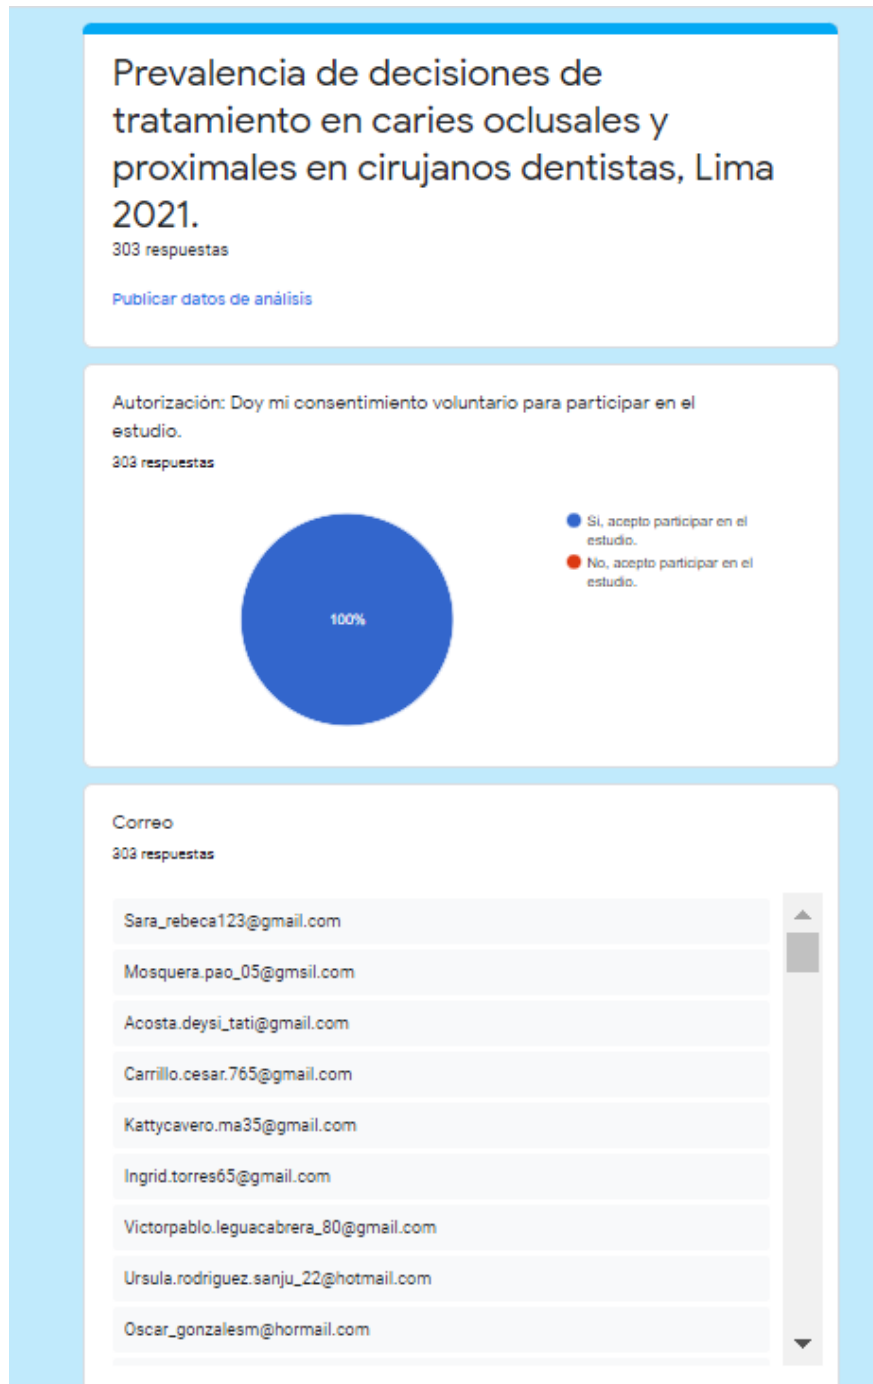 Prevalencia de decisiones de
tratamiento en caries oclusales y
proximales en cirujanos dentistas, Lima
2021.
303 respuestas
Publicar datos de análisis
Autorización: Doy mi consentimiento voluntario para participar en el
estudio.
303 respuestas
100%
Si, acepto participar en el
estudio.
No, acepto participar en el
estudio.
Correo
303 respuestas
Sara_rebeca123@gmail.com
Mosquera.pao_05@gmsil.com
Acosta.deysi_tati@gmail.com
Carrillo.cesar.765@gmail.com
Kattycavero.ma35@gmail.com
Ingrid.torres65@gmail.com
Victorpablo.leguacabrera_80@gmail.com
Ursula.rodriguez.sanju_22@hotmail.com
Oscar_gonzalesm@hormail.com